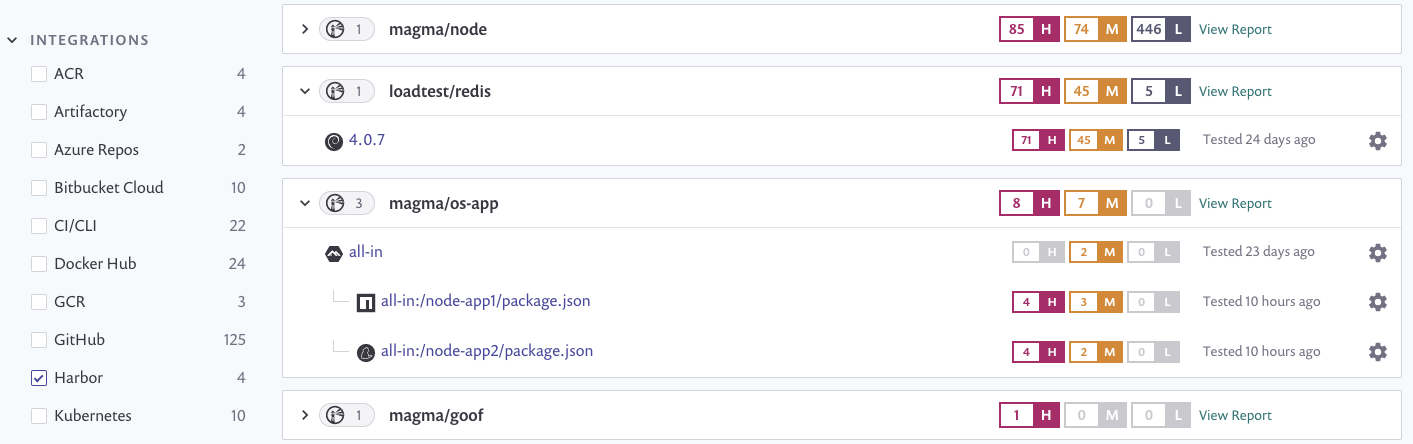 INTEGRATIONS
ACR 4
Artifactory 4
Azure Repos 2
Bitbucket Cloud 10
CI/CLI 22
Docker Hub 24
GCR 3
GitHub 125
Harbor 4
Kubernetes 10
1 magma/node 85 H 74 M 446 L View Report
1 loadtest/redis 71 H 45 M 5 L View Report
4.0.7 71 H 45 M 5 L Tested 24 days ago
3 magma/os-app 8 H 7 M 0 L View Report
all-in 0 H 2 M 0 L Tested 23 days ago
all-in:/node-app1/package.json 4 H 3 M 0 L Tested 10 hours ago
all-in:/node-app2/package.json 4 H 2 M 0 L Tested 10 hours ago
1 magma/goof 1 H 0 M 0 L View Report